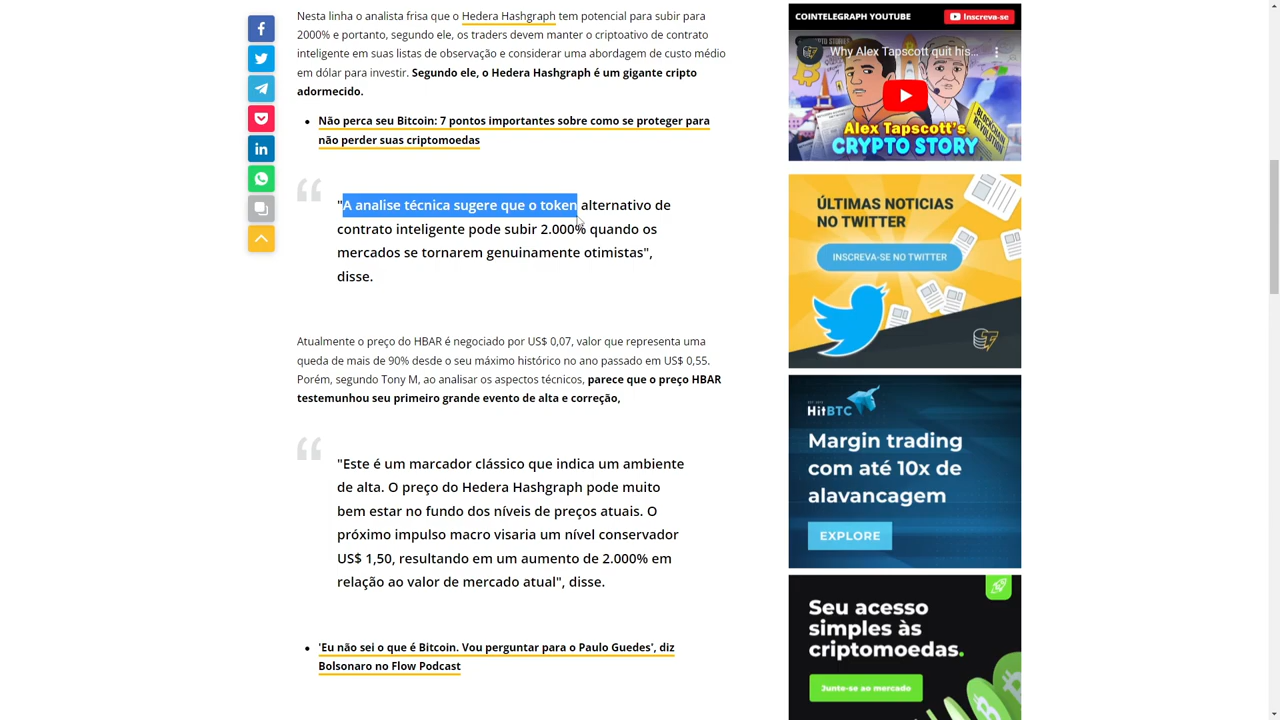 Nesta linha o analista frisa que o Hedera Hashgraph tem potencial para subir para
2000% e portanto, segundo ele, os traders devem manter o criptoativo de contrato
inteligente em suas listas de observação e considerar uma abordagem de custo médio
em dólar para investir. Segundo ele, o Hedera Hashgraph é um gigante cripto
adormecido.
Não perca seu Bitcoin: 7 pontos importantes sobre como se proteger para
não perder suas criptomoedas
"A analise técnica sugere que o token alternativo de
contrato inteligente pode subir 2.000% quando os
mercados se tornarem genuinamente otimistas",
disse.
Atualmente o preço do HBAR é negociado por US$ 0,07, valor que representa uma
queda de mais de 90% desde o seu máximo histórico no ano passado em US$ 0,55.
Porém, segundo Tony M, ao analisar os aspectos técnicos, parece que o preço HBAR
testemunhou seu primeiro grande evento de alta e correção,
"Este é um marcador clássico que indica um ambiente
de alta. O preço do Hedera Hashgraph pode muito
bem estar no fundo dos níveis de preços atuais. O
próximo impulso macro visaria um nível conservador
US$ 1,50, resultando em um aumento de 2.000% em
relação ao valor de mercado atual", disse.
'Eu não sei o que é Bitcoin. Vou perguntar para o Paulo Guedes', diz
Bolsonaro no Flow Podcast
COINTELEGRAPH YOUTUBE
Inscreva-se
Why Alex Tapscott quit his...
BLOCKCHAIN
REVOLUTION
Alex Tapscott's
CRYPTO STORY
ÚLTIMAS NOTICIAS
NO TWITTER
INSCREVA-SE NO TWITTER
HitBTC
Margin trading
com até 10x de
alavancagem
EXPLORE
Seu acesso
simples às
criptomoedas.
Junte-se ao mercado